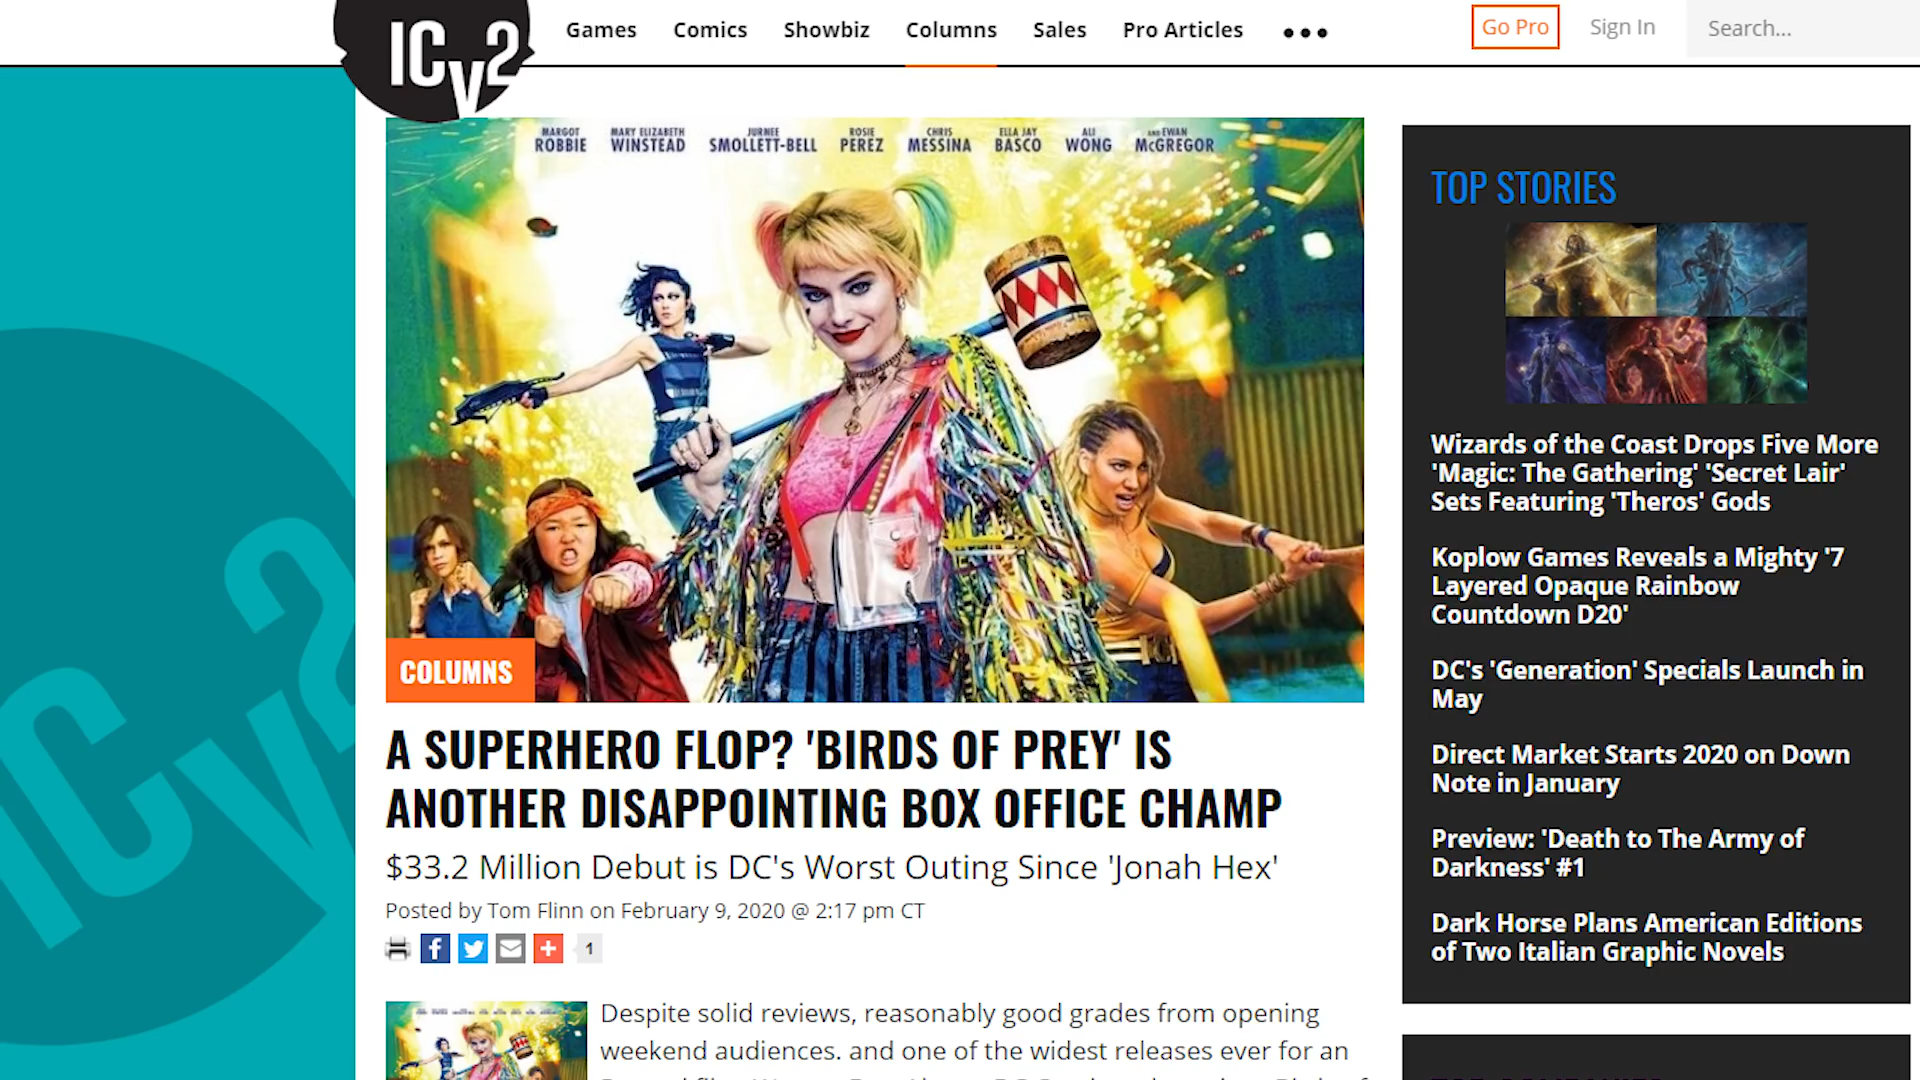 ICv2
Games
Comics
Showbiz
Columns
Sales
Pro Articles
Go Pro
Sign In
Search...
MARGOT ROBBIE
MARY ELIZABETH WINSTEAD
JURNEE SMOLLETT-BELL
ROSIE PEREZ
CHRIS MESSINA
ELLA JAY BASCO
ALI WONG
AND EWAN McGREGOR
COLUMNS
A SUPERHERO FLOP? 'BIRDS OF PREY' IS
ANOTHER DISAPPOINTING BOX OFFICE CHAMP
$33.2 Million Debut is DC's Worst Outing Since 'Jonah Hex'
Posted by Tom Flinn on February 9, 2020 @ 2:17 pm CT
1
Despite solid reviews, reasonably good grades from opening
weekend audiences. and one of the widest releases ever for an
TOP STORIES
Wizards of the Coast Drops Five More
'Magic: The Gathering' 'Secret Lair'
Sets Featuring 'Theros' Gods
Koplow Games Reveals a Mighty '7
Layered Opaque Rainbow
Countdown D20'
DC's 'Generation' Specials Launch in
May
Direct Market Starts 2020 on Down
Note in January
Preview: 'Death to The Army of
Darkness' #1
Dark Horse Plans American Editions
of Two Italian Graphic Novels